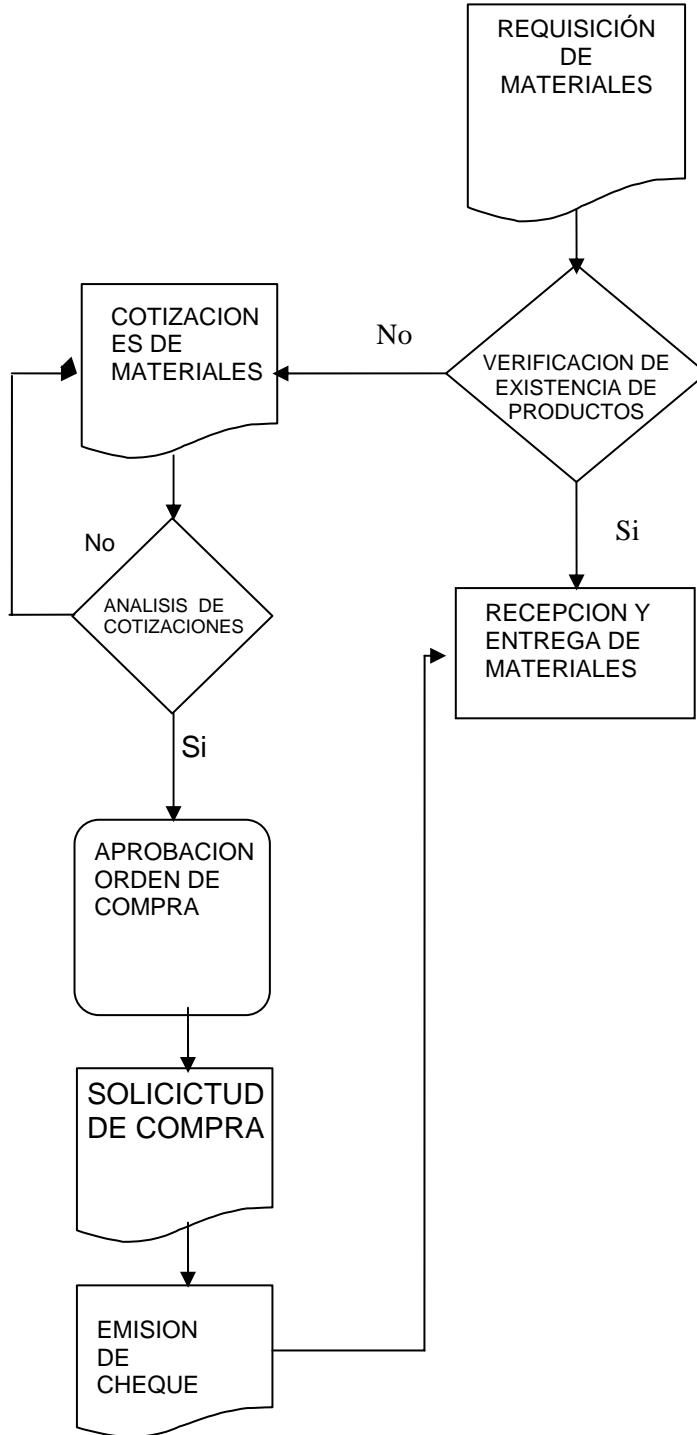 REQUISICIÓN
DE
MATERIALES
COTIZACION
ES DE
MATERIALES
No
VERIFICACION DE
EXISTENCIA DE
PRODUCTOS
No
ANALISIS DE
COTIZACIONES
Si
RECEPCION Y
ENTREGA DE
MATERIALES
Si
APROBACION
ORDEN DE
COMPRA
SOLICICTUD
DE COMPRA
EMISION
DE
CHEQUE